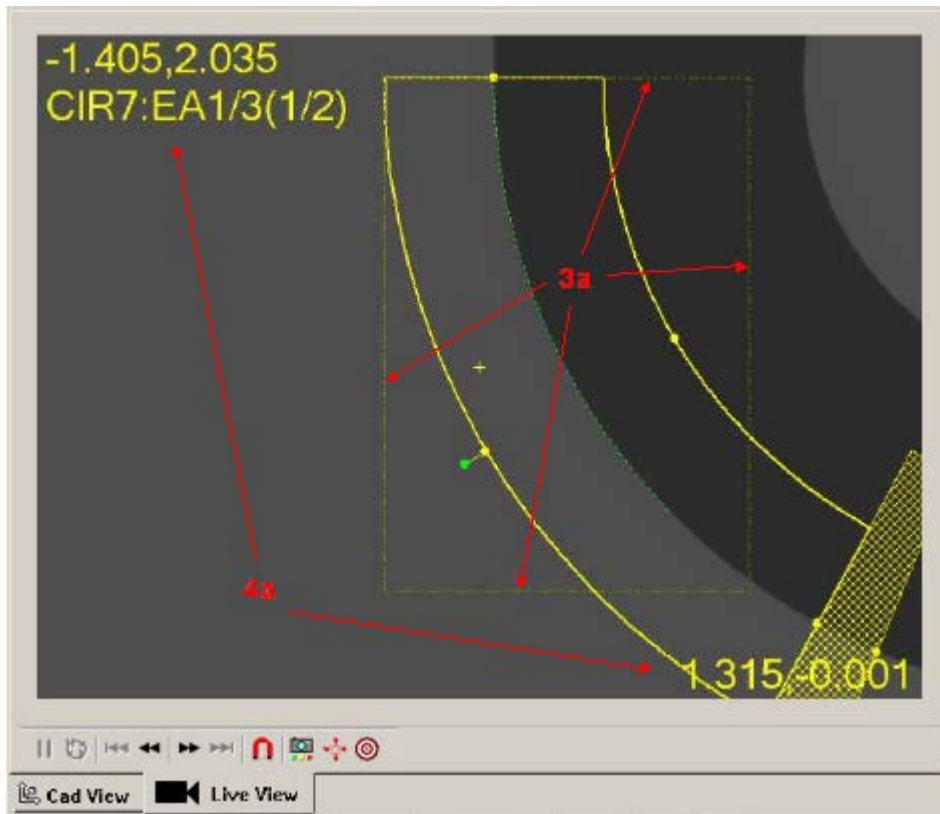 -1.405,2.035
CIR7:EA1/3(1/2)
3a
4a
1.315,-0.001
Cad View
Live View